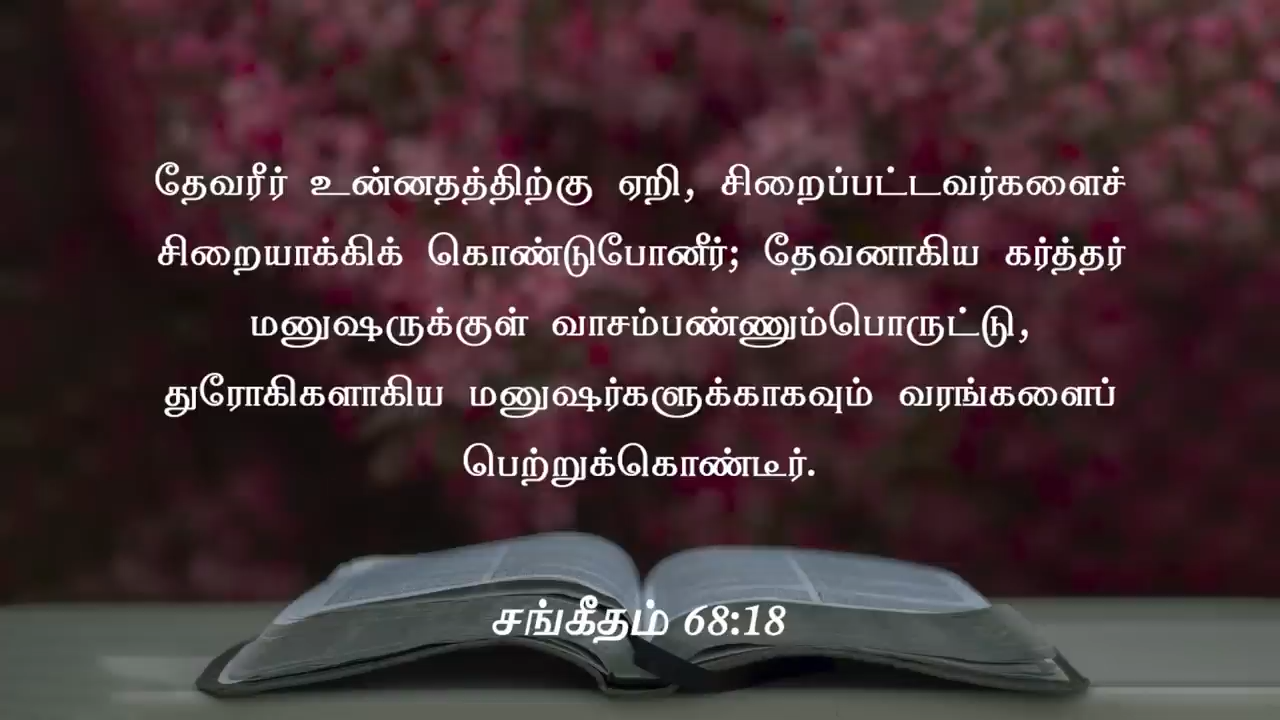 தேவரீர் உன்னதத்திற்கு ஏறி, சிறைப்பட்டவர்களைச்
சிறையாக்கிக் கொண்டுபோனீர்; தேவனாகிய கர்த்தர்
மனுஷருக்குள் வாசம்பண்ணும்பொருட்டு,
துரோகிகளாகிய மனுஷர்களுக்காகவும் வரங்களைப்
பெற்றுக்கொண்டீர்.
சங்கீதம் 68:18